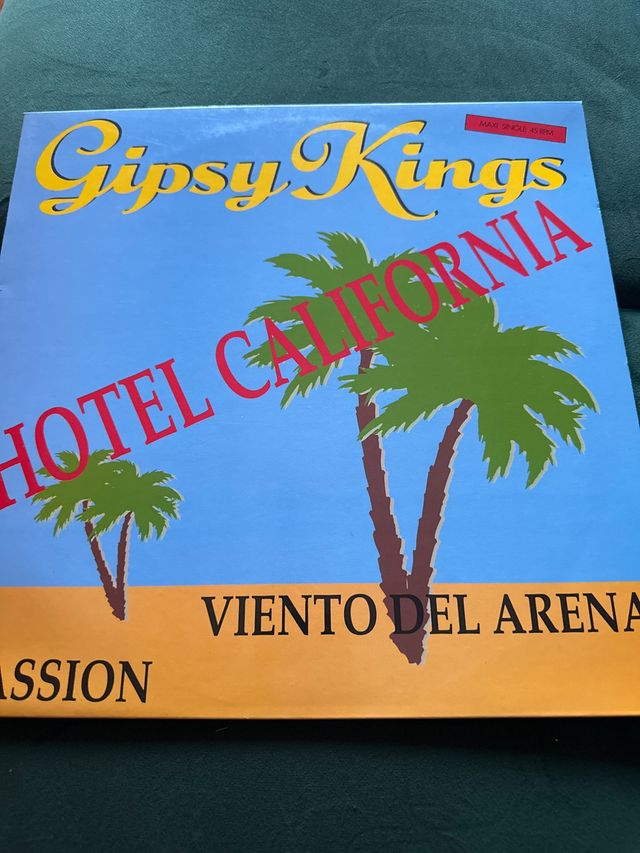 MAXI SINGLE 45 RPM
Gipsy Kings
HOTEL CALIFORNIA
VIENTO DEL ARENA
ASSION